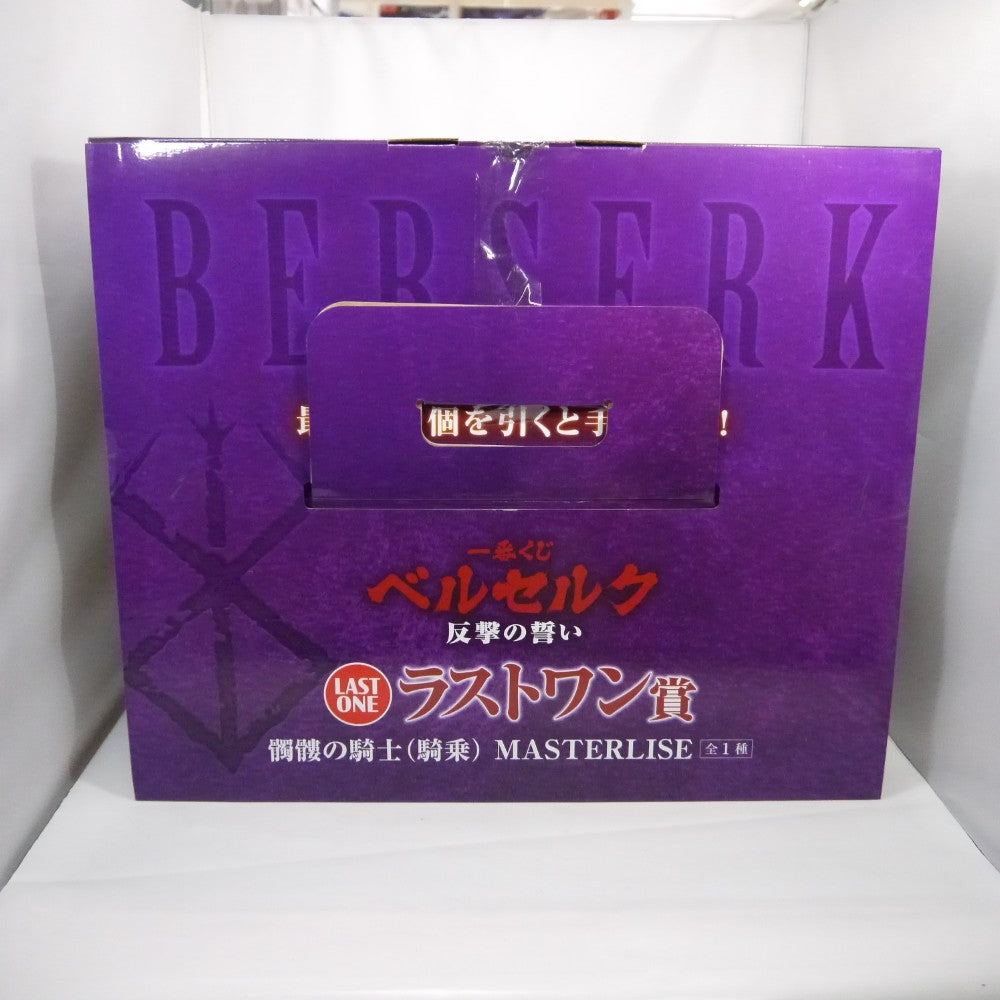 BERSERK
最 個を引くと手 !
一番くじ
ベルセルク
反撃の誓い
LAST
ONE
ラストワン賞
髑髏の騎士(騎乗) MASTERLISE 全1種